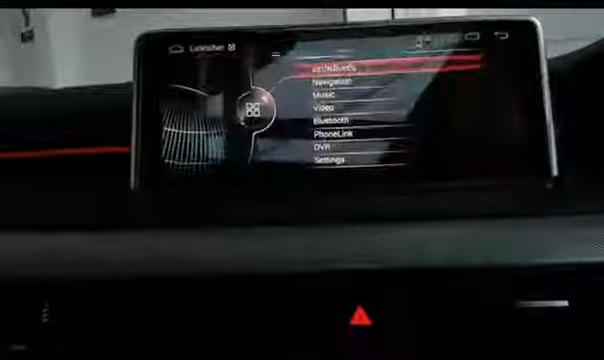 Launcher
Navigation
Music
Video
Bluetooth
PhoneLink
DVR
Settings